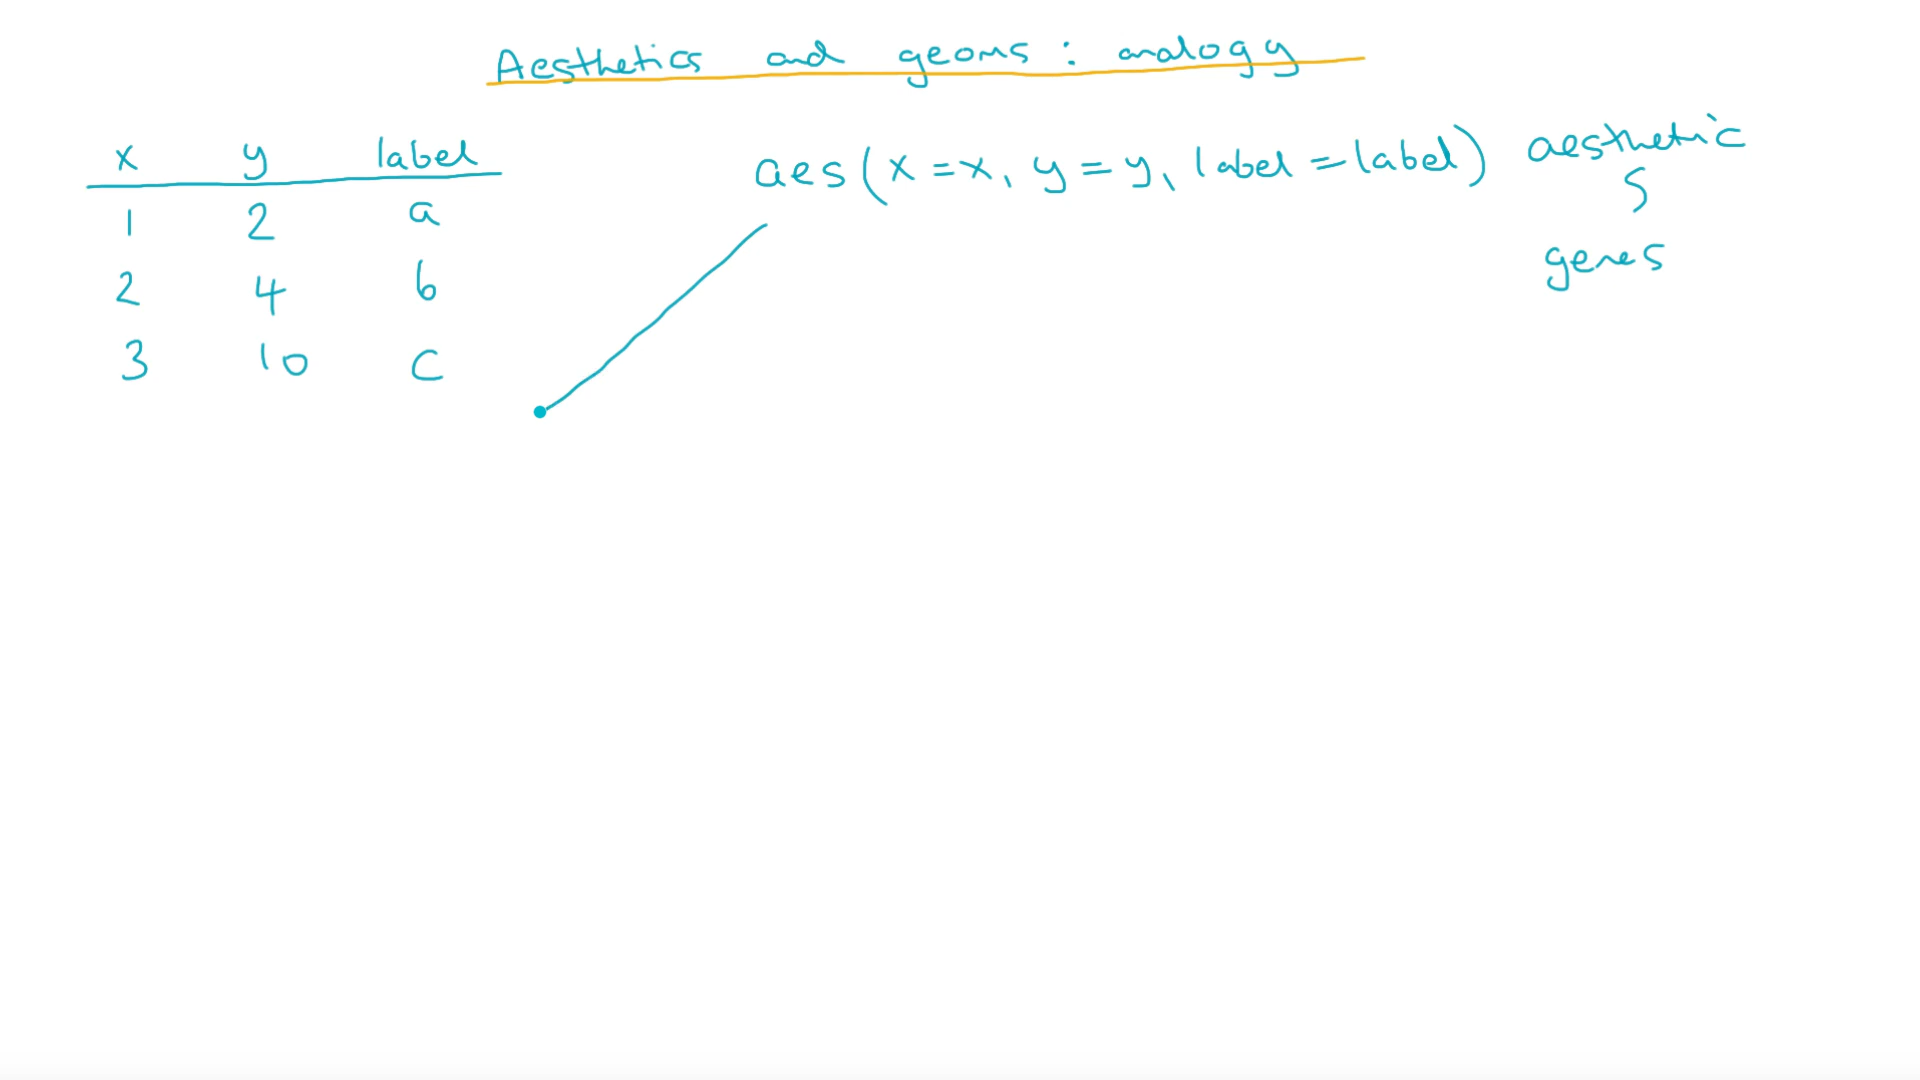 Aesthetics and geoms : analogy
x y label
1 2 a
2 4 b
3 10 c
aes(x=x, y=y, label=label)
aesthetic
s
genes